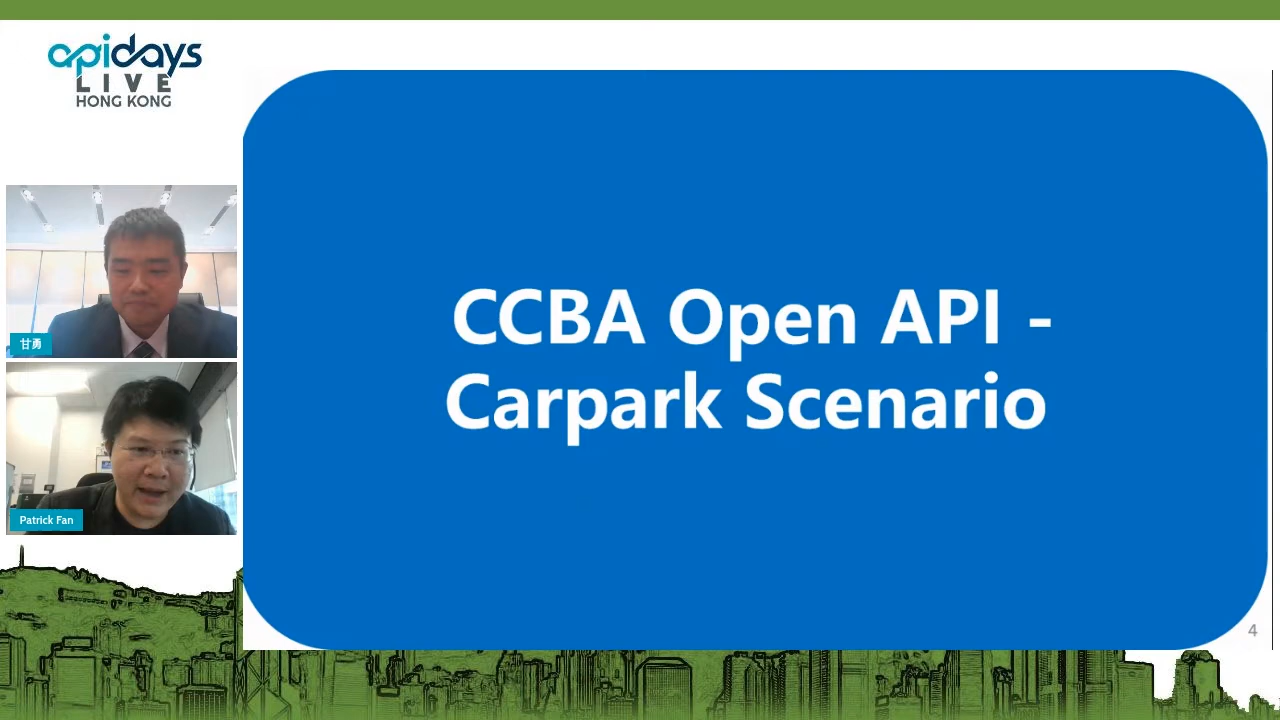 apidays
LIVE
HONG KONG
甘勇
Patrick Fan
CCBA Open API -
Carpark Scenario
4